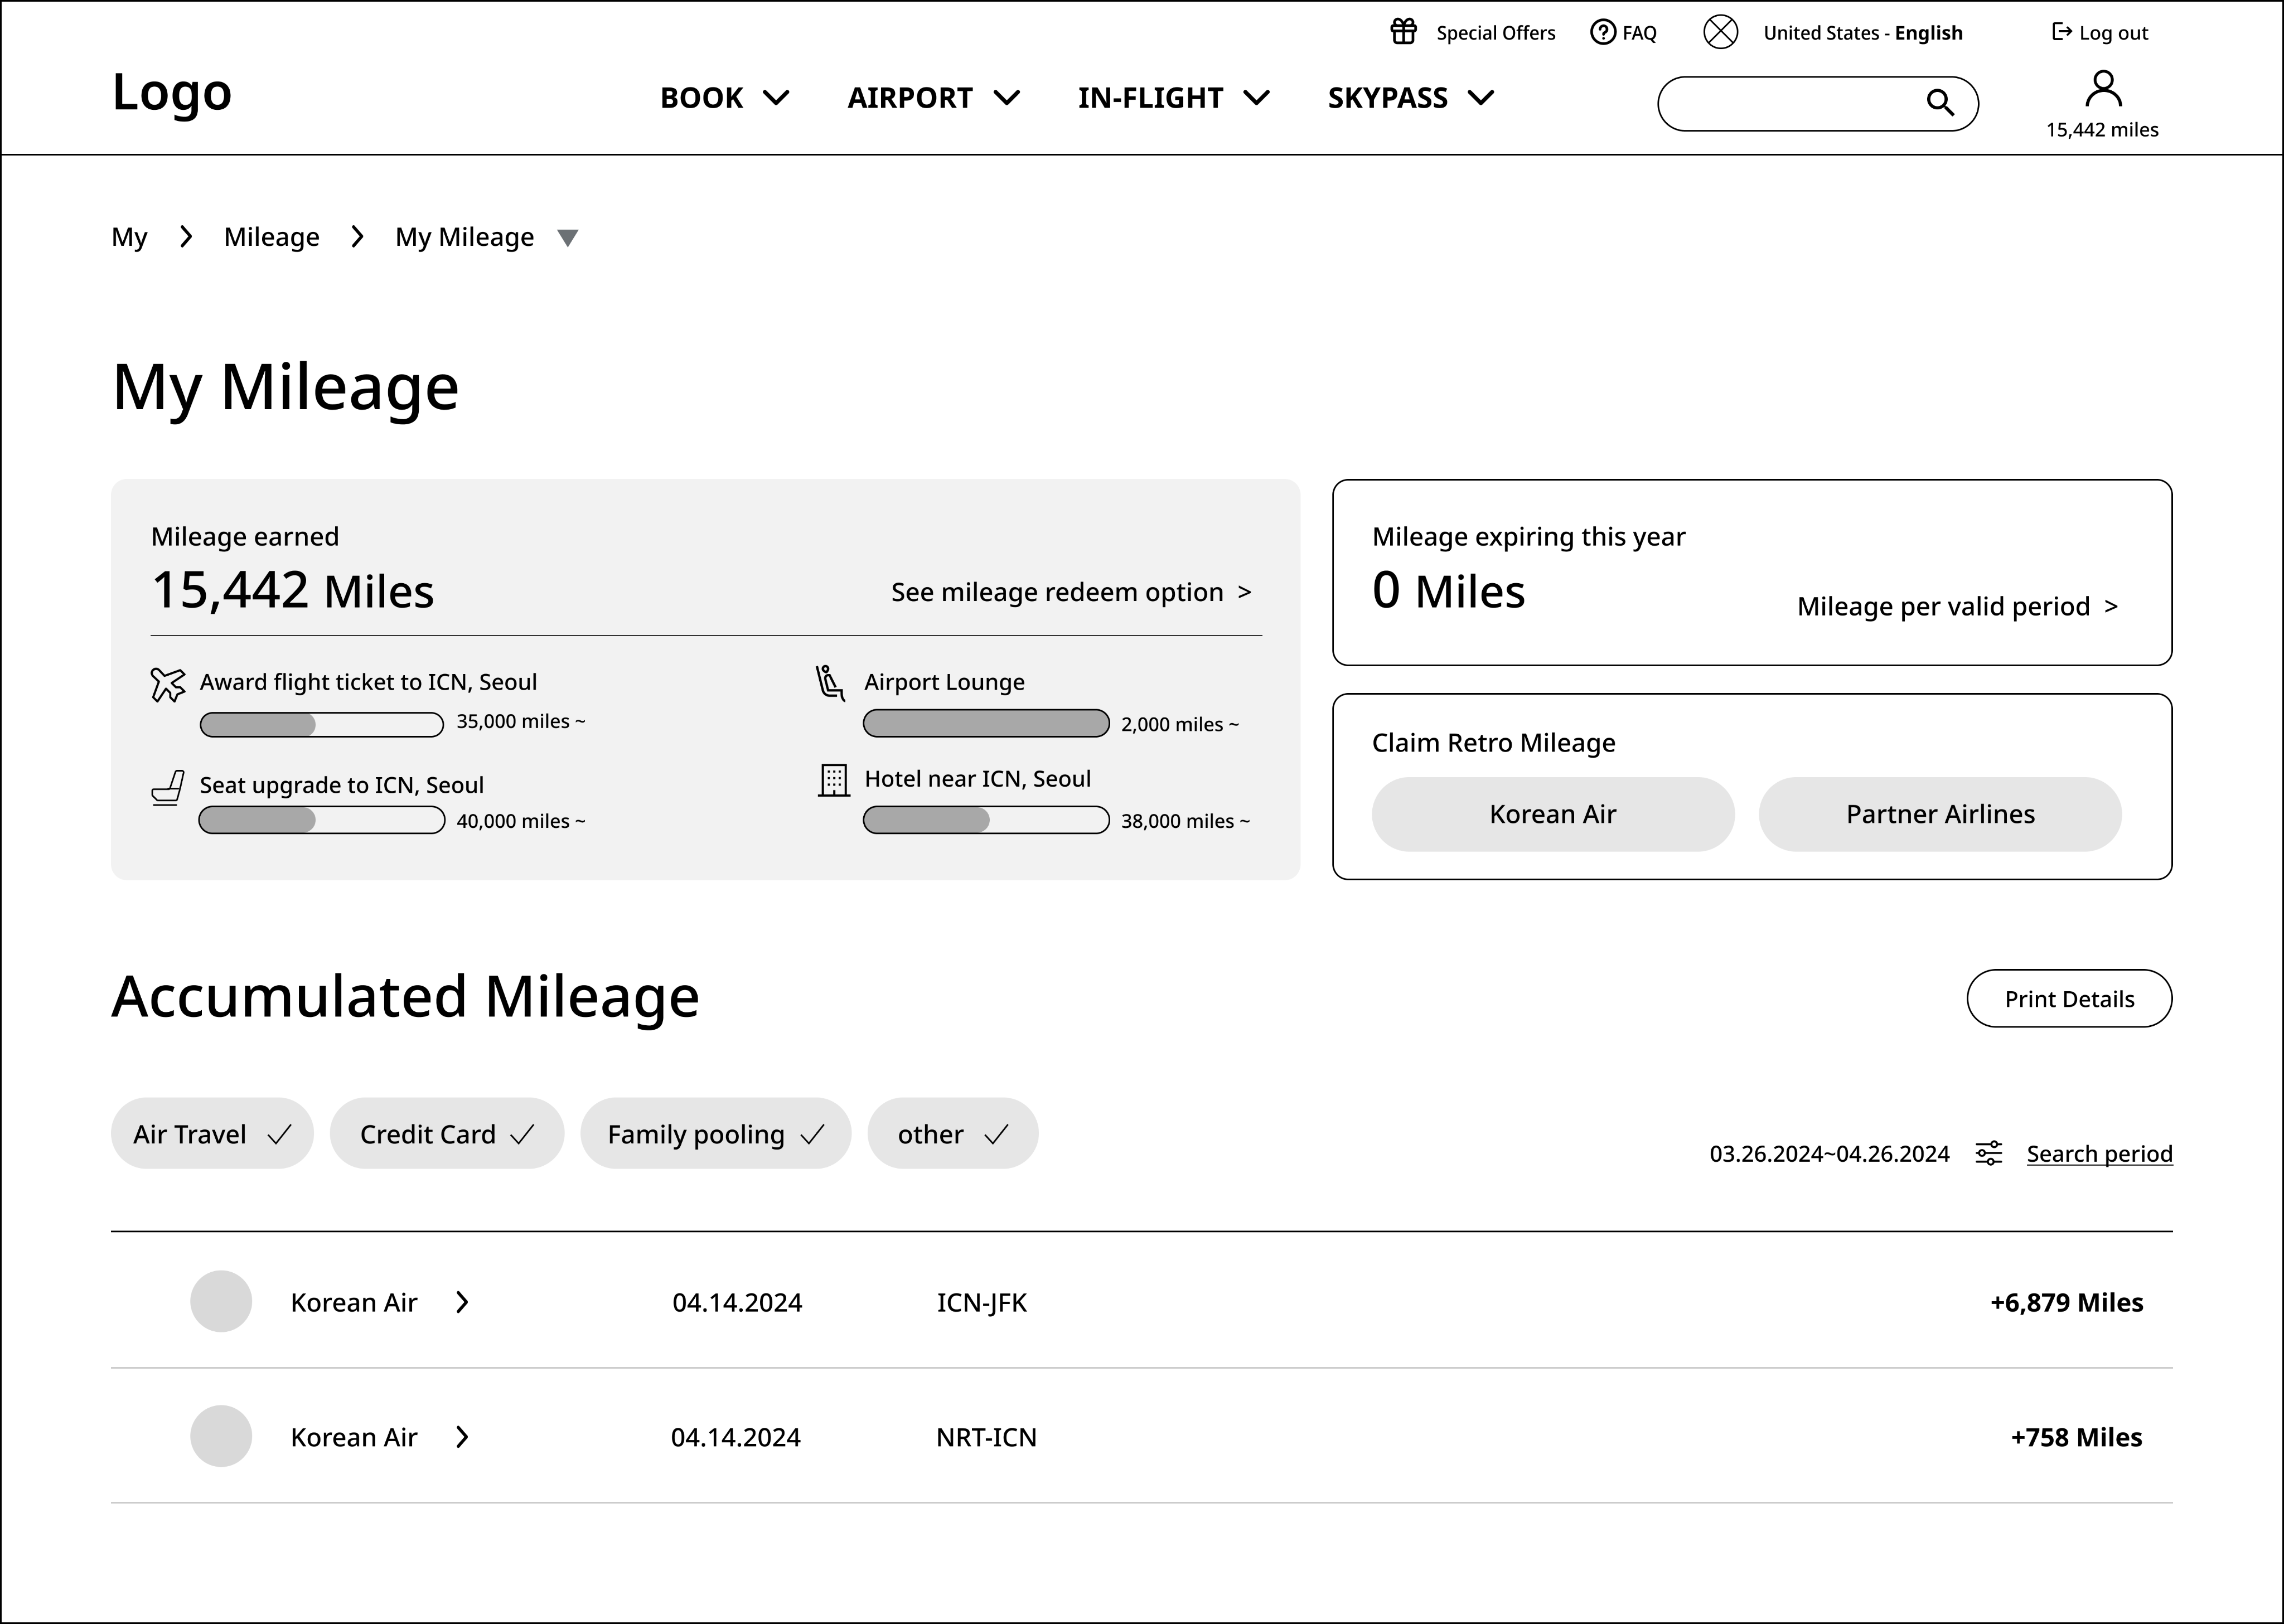 Special Offers
FAQ
United States - English
Log out
Logo
BOOK
AIRPORT
IN-FLIGHT
SKYPASS
15,442 miles
My
Mileage
My Mileage
My Mileage
Mileage earned
15,442 Miles
See mileage redeem option >
Award flight ticket to ICN, Seoul
35,000 miles ~
Airport Lounge
2,000 miles ~
Seat upgrade to ICN, Seoul
40,000 miles ~
Hotel near ICN, Seoul
38,000 miles ~
Mileage expiring this year
0 Miles
Mileage per valid period >
Claim Retro Mileage
Korean Air
Partner Airlines
Accumulated Mileage
Print Details
Air Travel
Credit Card
Family pooling
other
03.26.2024~04.26.2024
Search period
Korean Air
04.14.2024
ICN-JFK
+6,879 Miles
Korean Air
04.14.2024
NRT-ICN
+758 Miles